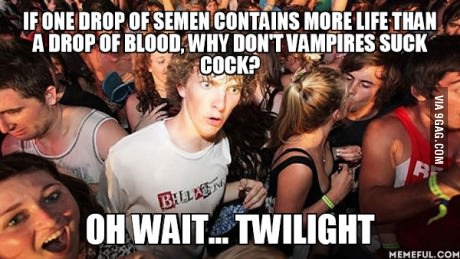 IF ONE DROP OF SEMEN CONTAINS MORE LIFE THAN
A DROP OF BLOOD, WHY DON'T VAMPIRES SUCK
COCK?
VIA 9GAG.COM
OH WAIT... TWILIGHT
MEMEFUL.COM